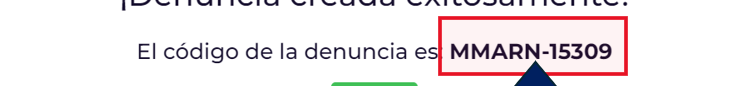 ¡Denuncia creada exitosamente!
El código de la denuncia es: MMARN-15309